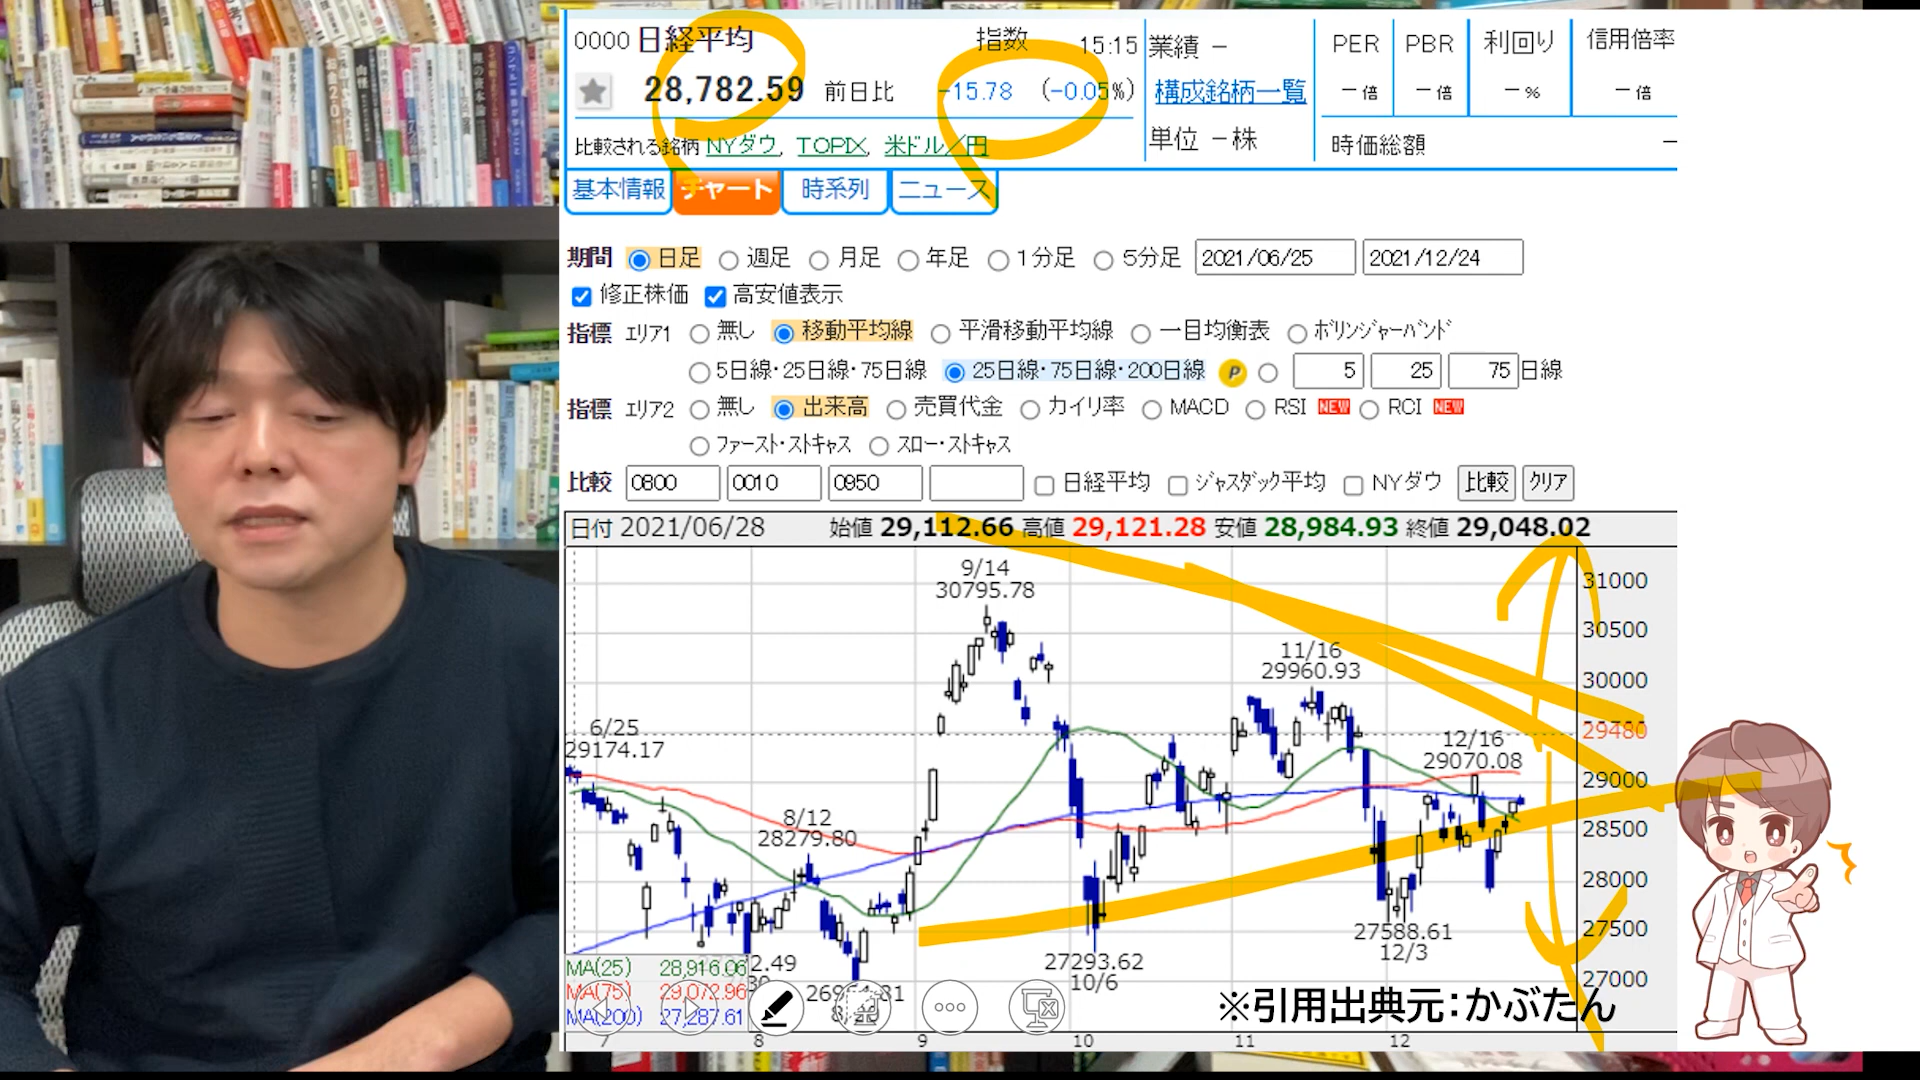 0000 日経平均 指数 15:15
28,782.59 前日比 -15.78 (-0.05%)
比較される銘柄 NYダウ, TOPIX, 米ドル/円
業績 －
構成銘柄一覧
単位 －株
PER PBR 利回り 信用倍率
－倍 －倍 －% －倍
時価総額 －
基本情報 チャート 時系列 ニュース
期間 日足 週足 月足 年足 1分足 5分足 2021/06/25 2021/12/24
修正株価 高安値表示
指標 エリア1 無し 移動平均線 平滑移動平均線 一目均衡表 ボリンジャーバンド
5日線・25日線・75日線 25日線・75日線・200日線 P 5 25 75 日線
指標 エリア2 無し 出来高 売買代金 カイリ率 MACD RSI NEW RCI NEW
ファースト・ストキャス スロー・ストキャス
比較 0800 0010 0950 日経平均 ジャスダック平均 NYダウ 比較 クリア
日付 2021/06/28 始値 29,112.66 高値 29,121.28 安値 28,984.93 終値 29,048.02
9/14
30795.78
11/16
29960.93
6/25
29174.17
12/16
29070.08
8/12
28279.80
27588.61
12/3
27293.62
10/6
31000
30500
30000
29480
29000
28500
28000
27500
27000
MA(25) 28,916.06
MA(75) 29,072.96
MA(200) 27,287.61
※引用出典元：かぶたん
7 8 9 10 11 12